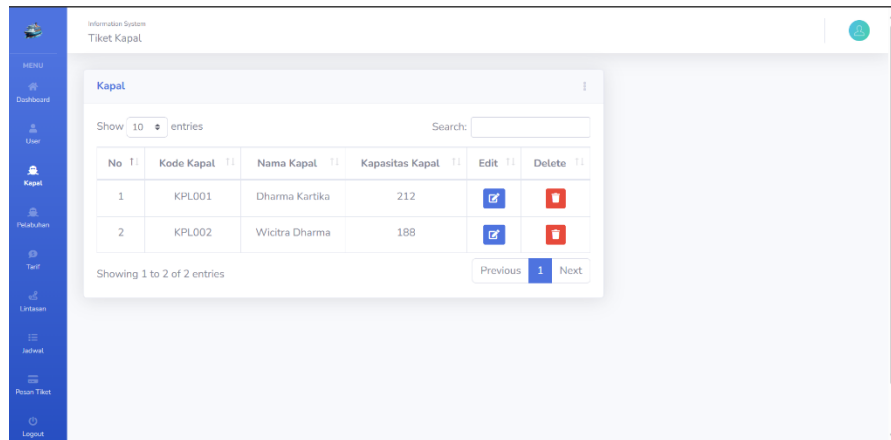 Information System
Tiket Kapal
MENU
Dashboard
User
Kapal
Pelabuhan
Tarif
Lintasan
Jadwal
Pesan Tiket
Logout
Kapal
Show 10 entries
Search:
No Kode Kapal Nama Kapal Kapasitas Kapal Edit Delete
1 KPL001 Dharma Kartika 212
2 KPL002 Wicitra Dharma 188
Showing 1 to 2 of 2 entries
Previous 1 Next